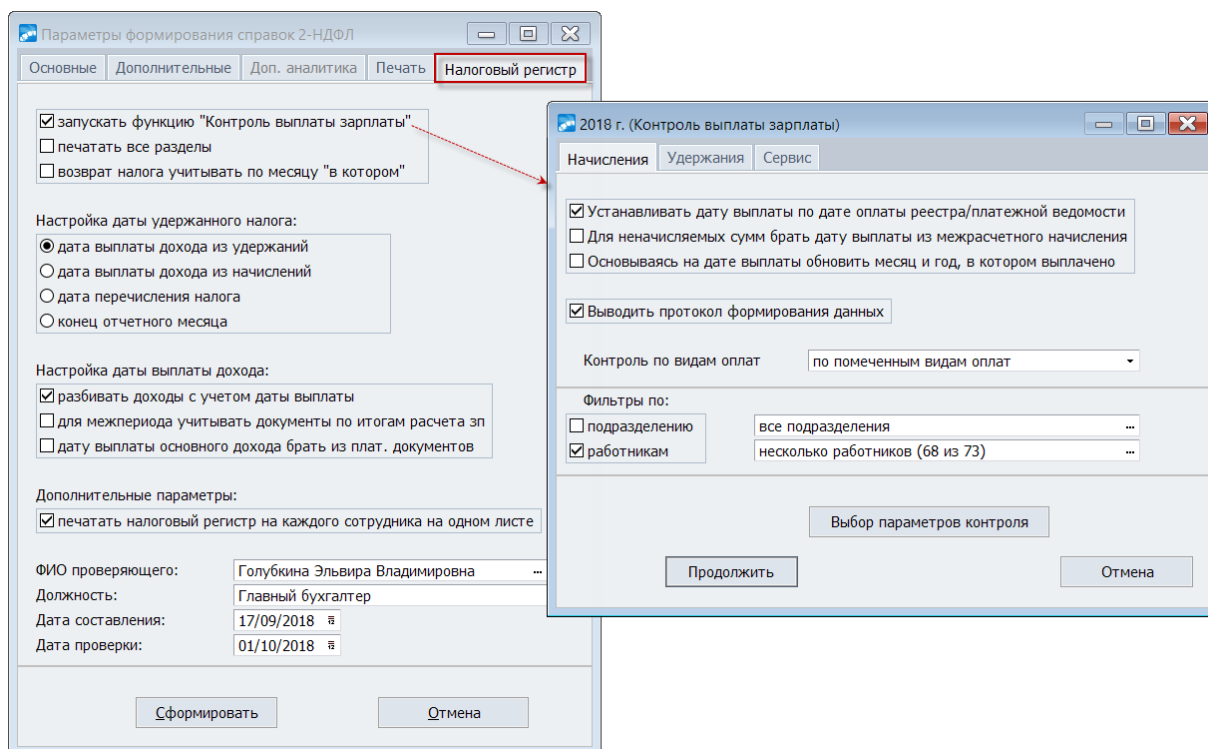 Параметры формирования справок 2-НДФЛ
Основные Дополнительные Доп. аналитика Печать Налоговый регистр
запускать функцию "Контроль выплаты зарплаты"
печатать все разделы
возврат налога учитывать по месяцу "в котором"
Настройка даты удержанного налога:
дата выплаты дохода из удержаний
дата выплаты дохода из начислений
дата перечисления налога
конец отчетного месяца
Настройка даты выплаты дохода:
разбивать доходы с учетом даты выплаты
для межпериода учитывать документы по итогам расчета зп
дату выплаты основного дохода брать из плат. документов
Дополнительные параметры:
печатать налоговый регистр на каждого сотрудника на одном листе
ФИО проверяющего: Голубкина Эльвира Владимировна ...
Должность: Главный бухгалтер
Дата составления: 17/09/2018
Дата проверки: 01/10/2018
Сформировать Отмена
2018 г. (Контроль выплаты зарплаты)
Начисления Удержания Сервис
Устанавливать дату выплаты по дате оплаты реестра/платежной ведомости
Для неначисляемых сумм брать дату выплаты из межрасчетного начисления
Основываясь на дате выплаты обновить месяц и год, в котором выплачено
Выводить протокол формирования данных
Контроль по видам оплат по помеченным видам оплат
Фильтры по:
подразделению все подразделения ...
работникам несколько работников (68 из 73) ...
Выбор параметров контроля
Продолжить Отмена